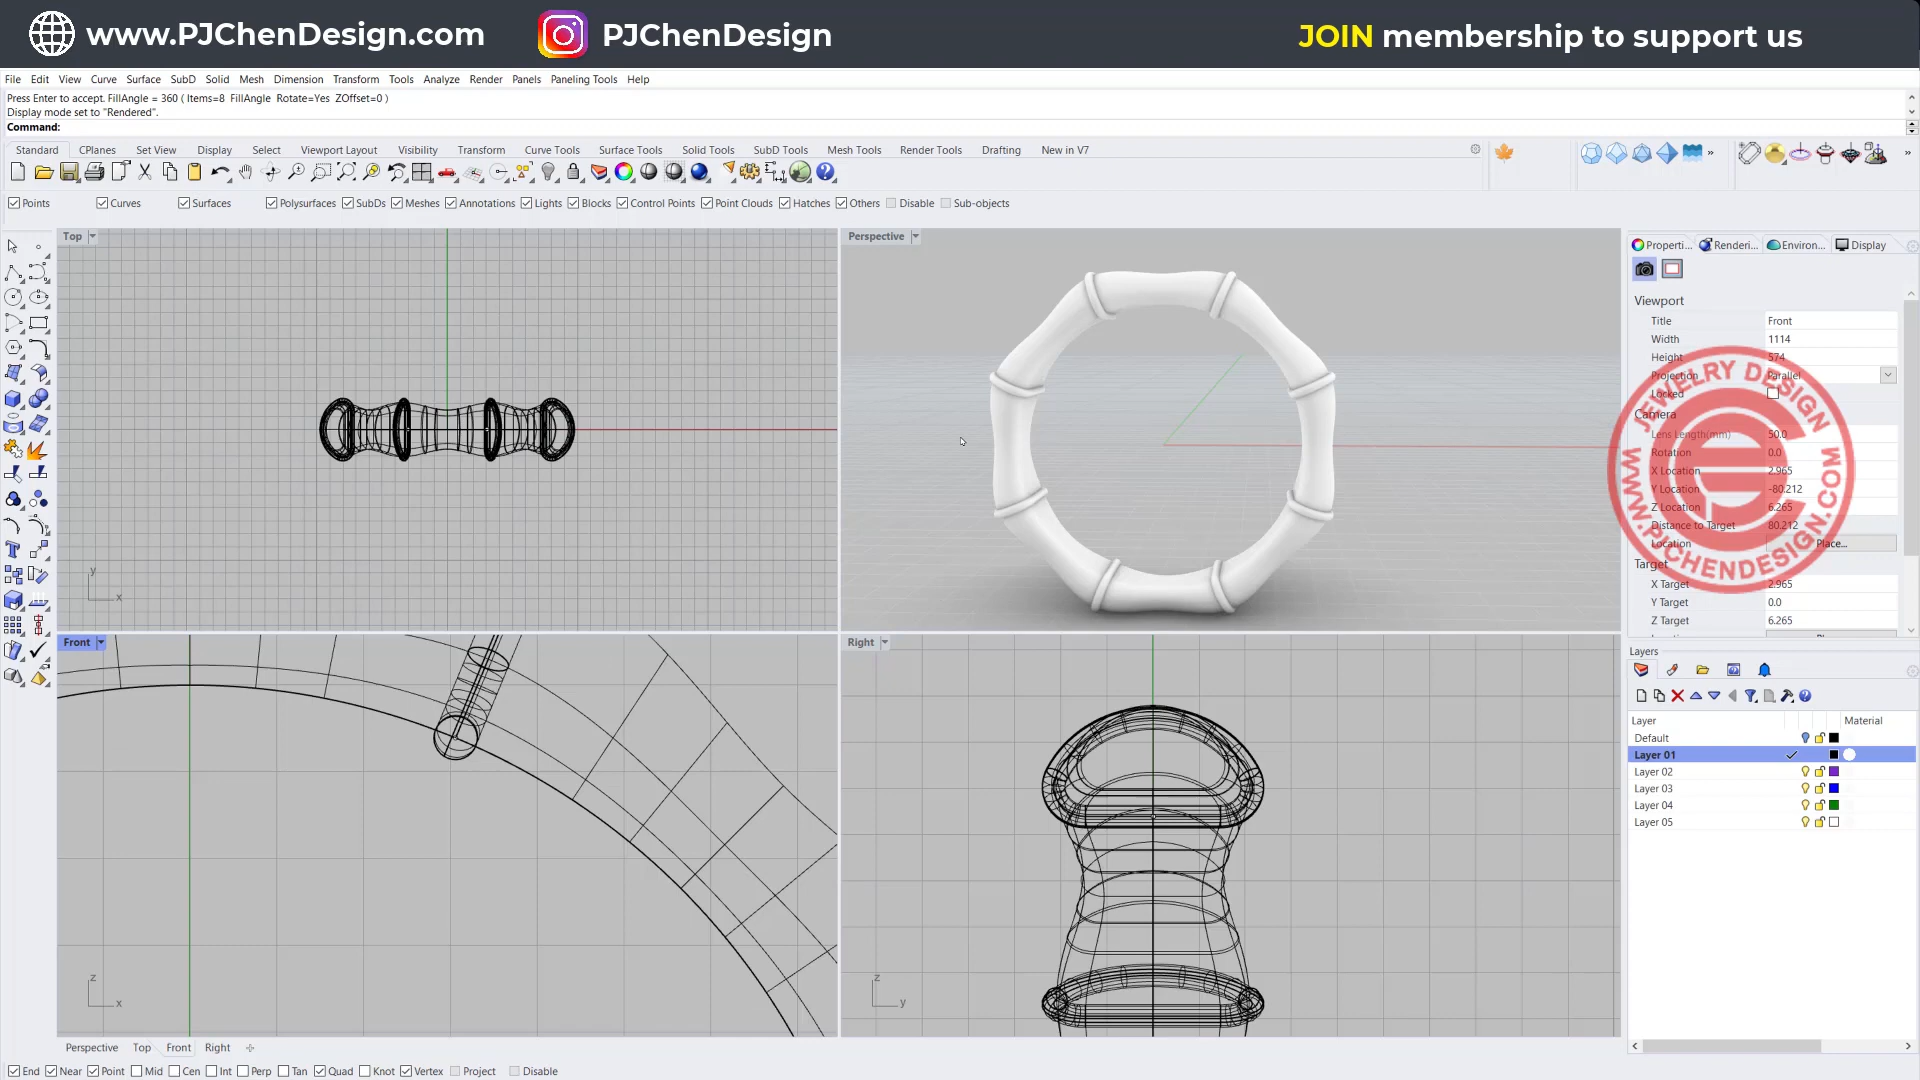 www.PJChenDesign.com PJChenDesign JOIN membership to support us
File Edit View Curve Surface SubD Solid Mesh Dimension Transform Tools Analyze Render Panels Paneling Tools Help
Press Enter to accept. FillAngle = 360 ( Items=8 FillAngle Rotate=Yes ZOffset=0 )
Display mode set to "Rendered".
Command:
Standard CPlanes Set View Display Select Viewport Layout Visibility Transform Curve Tools Surface Tools Solid Tools SubD Tools Mesh Tools Render Tools Drafting New in V7
Points Curves Surfaces Polysurfaces SubDs Meshes Annotations Lights Blocks Control Points Point Clouds Hatches Others Disable Sub-objects
Top
Perspective
Properti... Renderi... Environ... Display
Viewport
Title Front
Width 1114
Height 574
Projection Parallel
Locked
Camera
Lens Length(mm) 50.0
Rotation 0.0
X Location 2.965
Y Location -80.212
Z Location 6.265
Distance to Target 80.212
Location Place...
Target
X Target 2.965
Y Target 0.0
Z Target 6.265
JEWELRY DESIGN
WWW.PJCHENDESIGN.COM
y
x
Front
Right
Layers
Layer Material
Default
Layer 01
Layer 02
Layer 03
Layer 04
Layer 05
z
x
z
y
Perspective Top Front Right
End Near Point Mid Cen Int Perp Tan Quad Knot Vertex Project Disable